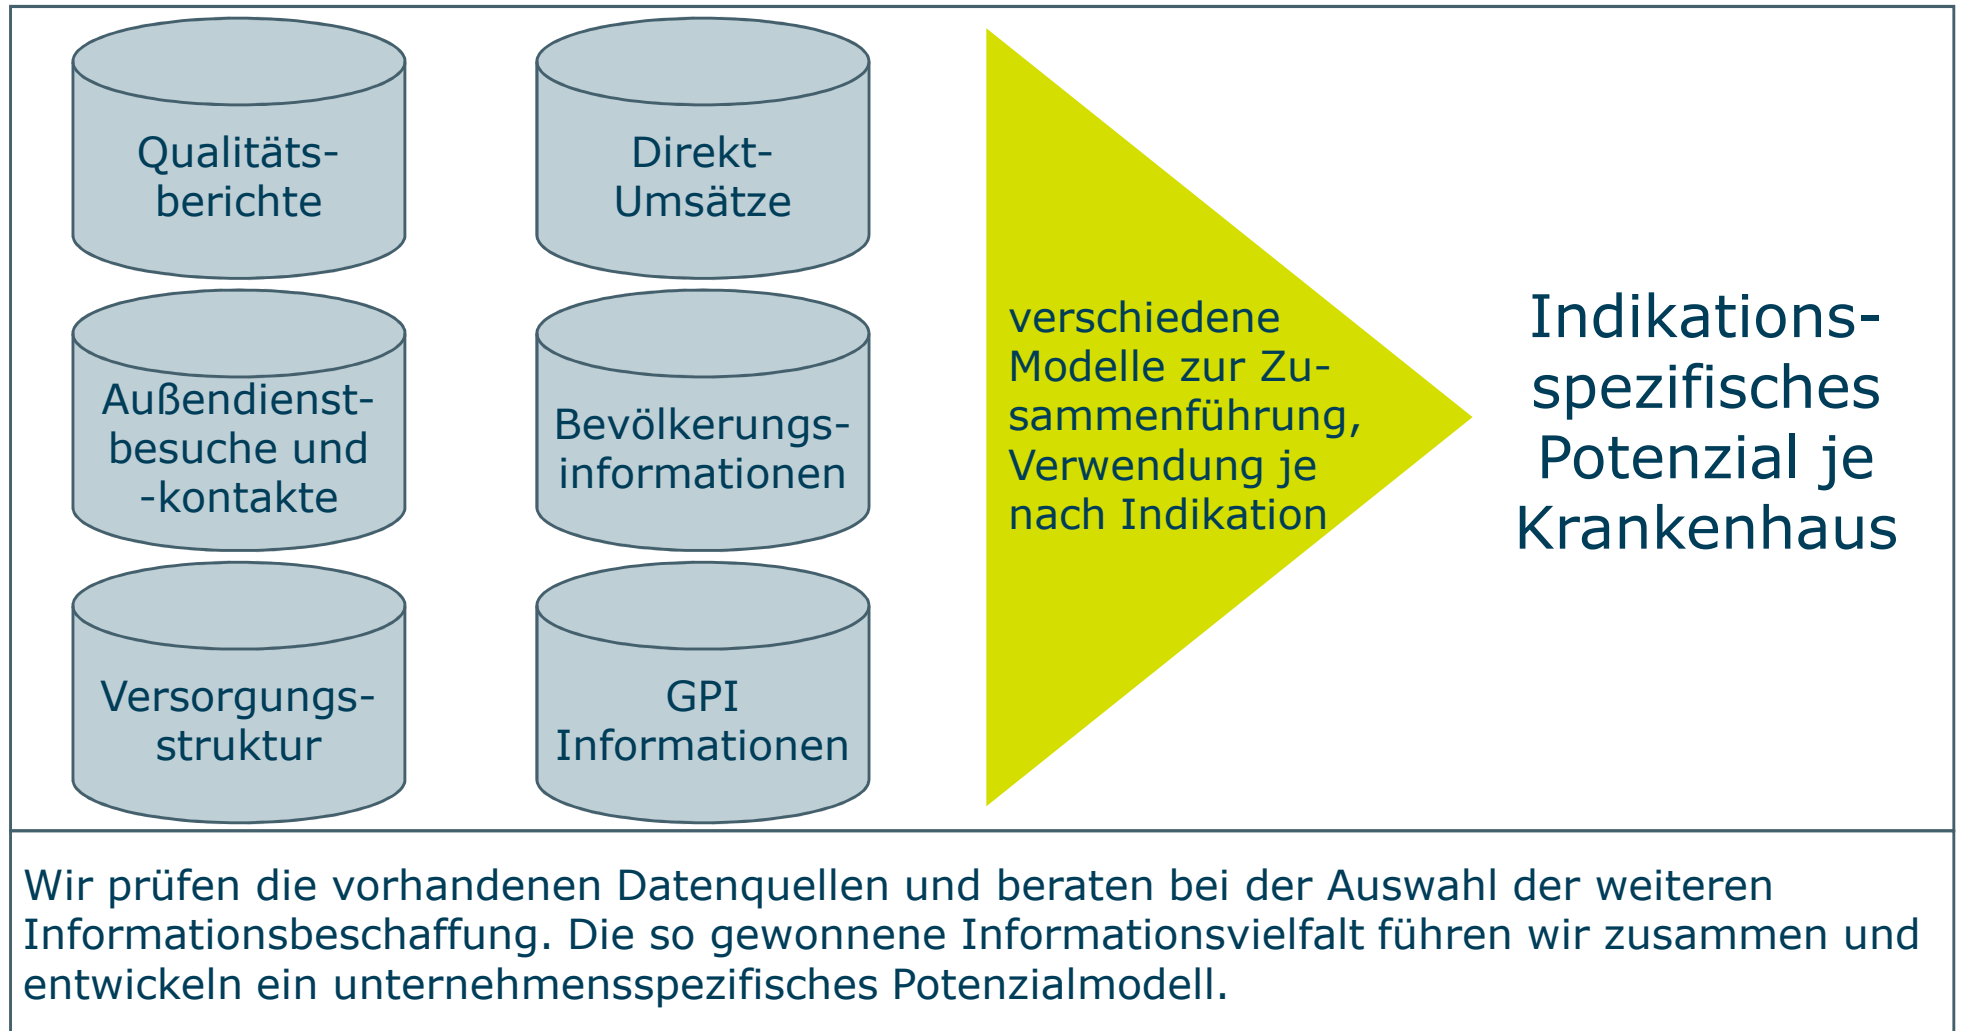 Qualitäts-
berichte
Direkt-
Umsätze
Außendienst-
besuche und
-kontakte
Bevölkerungs-
informationen
Versorgungs-
struktur
GPI
Informationen
verschiedene
Modelle zur Zu-
sammenführung,
Verwendung je
nach Indikation
Indikations-
spezifisches
Potenzial je
Krankenhaus
Wir prüfen die vorhandenen Datenquellen und beraten bei der Auswahl der weiteren
Informationsbeschaffung. Die so gewonnene Informationsvielfalt führen wir zusammen und
entwickeln ein unternehmensspezifisches Potenzialmodell.